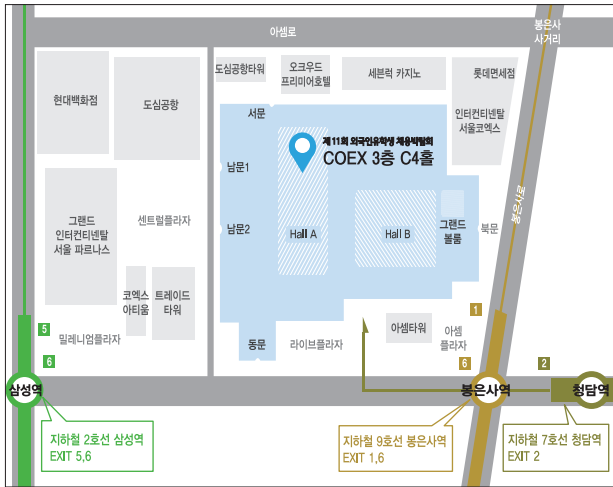 아셈로
봉은사
사거리
현대백화점
도심공항
도심공항타워
오크우드
프리미어호텔
세븐럭 카지노
롯데면세점
인터컨티넨탈
서울코엑스
서문
제11회 외국인유학생 채용박람회
COEX 3층 C4홀
남문1
남문2
Hall A
Hall B
그랜드
볼룸
북문
봉은사로
그랜드
인터컨티넨탈
서울 파르나스
센트럴플라자
코엑스
아티움
트레이드
타워
밀레니엄플라자
동문
라이브플라자
아셈타워
아셈
플라자
5
6
1
6
2
삼성역
봉은사역
청담역
지하철 2호선 삼성역
EXIT 5,6
지하철 9호선 봉은사역
EXIT 1,6
지하철 7호선 청담역
EXIT 2